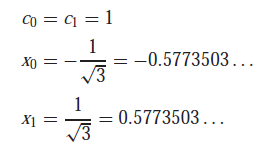 c₀ = c₁ = 1
x₀ = −1/√3 = −0.5773503...
x₁ = 1/√3 = 0.5773503...